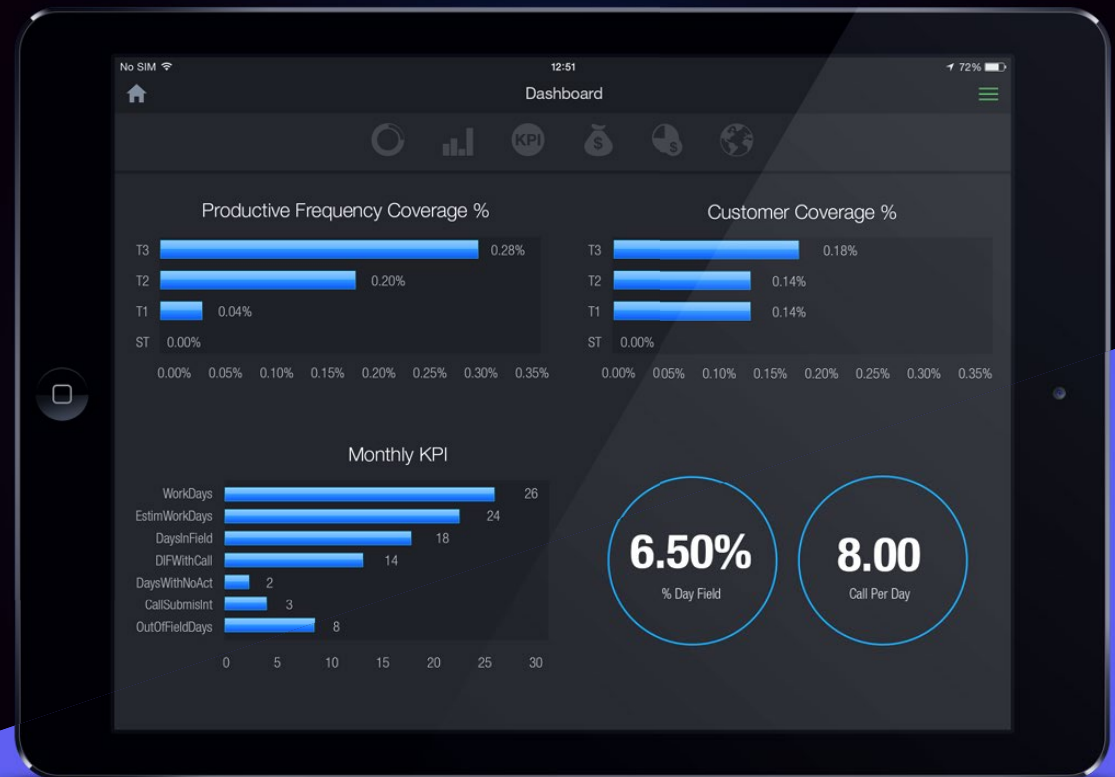 No SIM 12:51 72%
Dashboard
KPI $ $
Productive Frequency Coverage %
T3 0.28%
T2 0.20%
T1 0.04%
ST 0.00%
0.00% 0.05% 0.10% 0.15% 0.20% 0.25% 0.30% 0.35%
Customer Coverage %
T3 0.18%
T2 0.14%
T1 0.14%
ST 0.00%
0.00% 005% 0.10% 0.15% 0.20% 0.25% 0.30% 0.35%
Monthly KPI
WorkDays 26
EstimWorkDays 24
DaysInField 18
DIFWithCall 14
DaysWithNoAct 2
CallSubmisInt 3
OutOfFieldDays 8
0 5 10 15 20 25 30
6.50%
% Day Field
8.00
Call Per Day